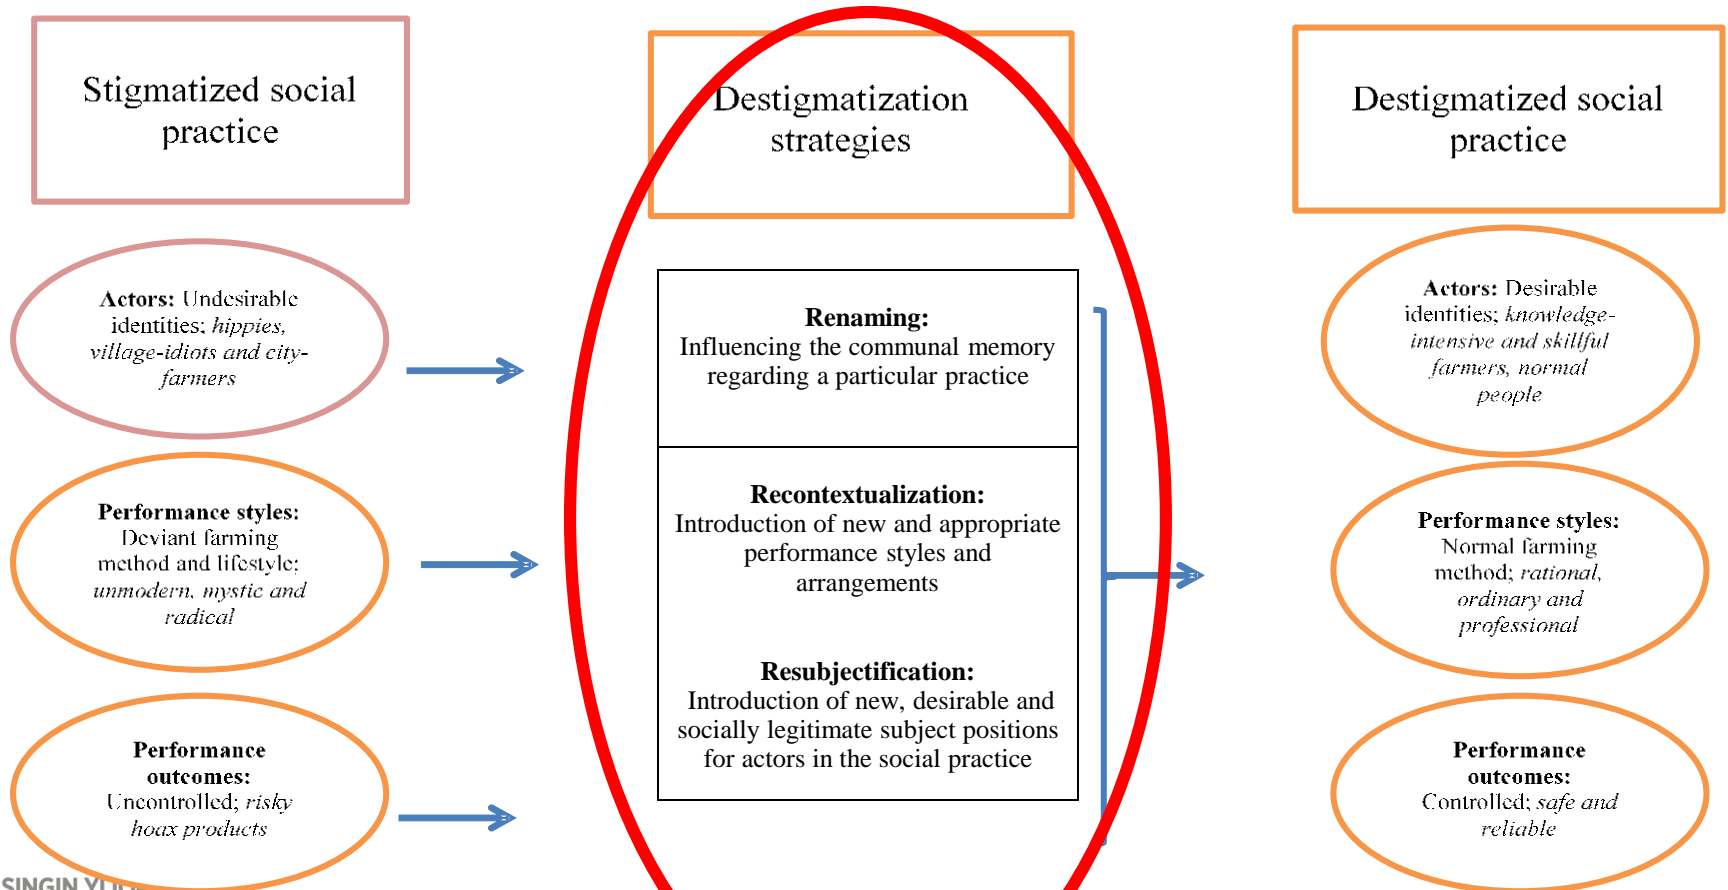 Stigmatized social
practice
Destigmatization
strategies
Destigmatized social
practice
Actors: Undesirable
identities; hippies,
village-idiots and city-
farmers
Performance styles:
Deviant farming
method and lifestyle;
unmodern, mystic and
radical
Performance
outcomes:
Uncontrolled; risky
hoax products
Renaming:
Influencing the communal memory
regarding a particular practice
Recontextualization:
Introduction of new and appropriate
performance styles and
arrangements
Resubjectification:
Introduction of new, desirable and
socially legitimate subject positions
for actors in the social practice
Actors: Desirable
identities; knowledge-
intensive and skillful
farmers, normal
people
Performance styles:
Normal farming
method; rational,
ordinary and
professional
Performance
outcomes:
Controlled; safe and
reliable
SINGIN